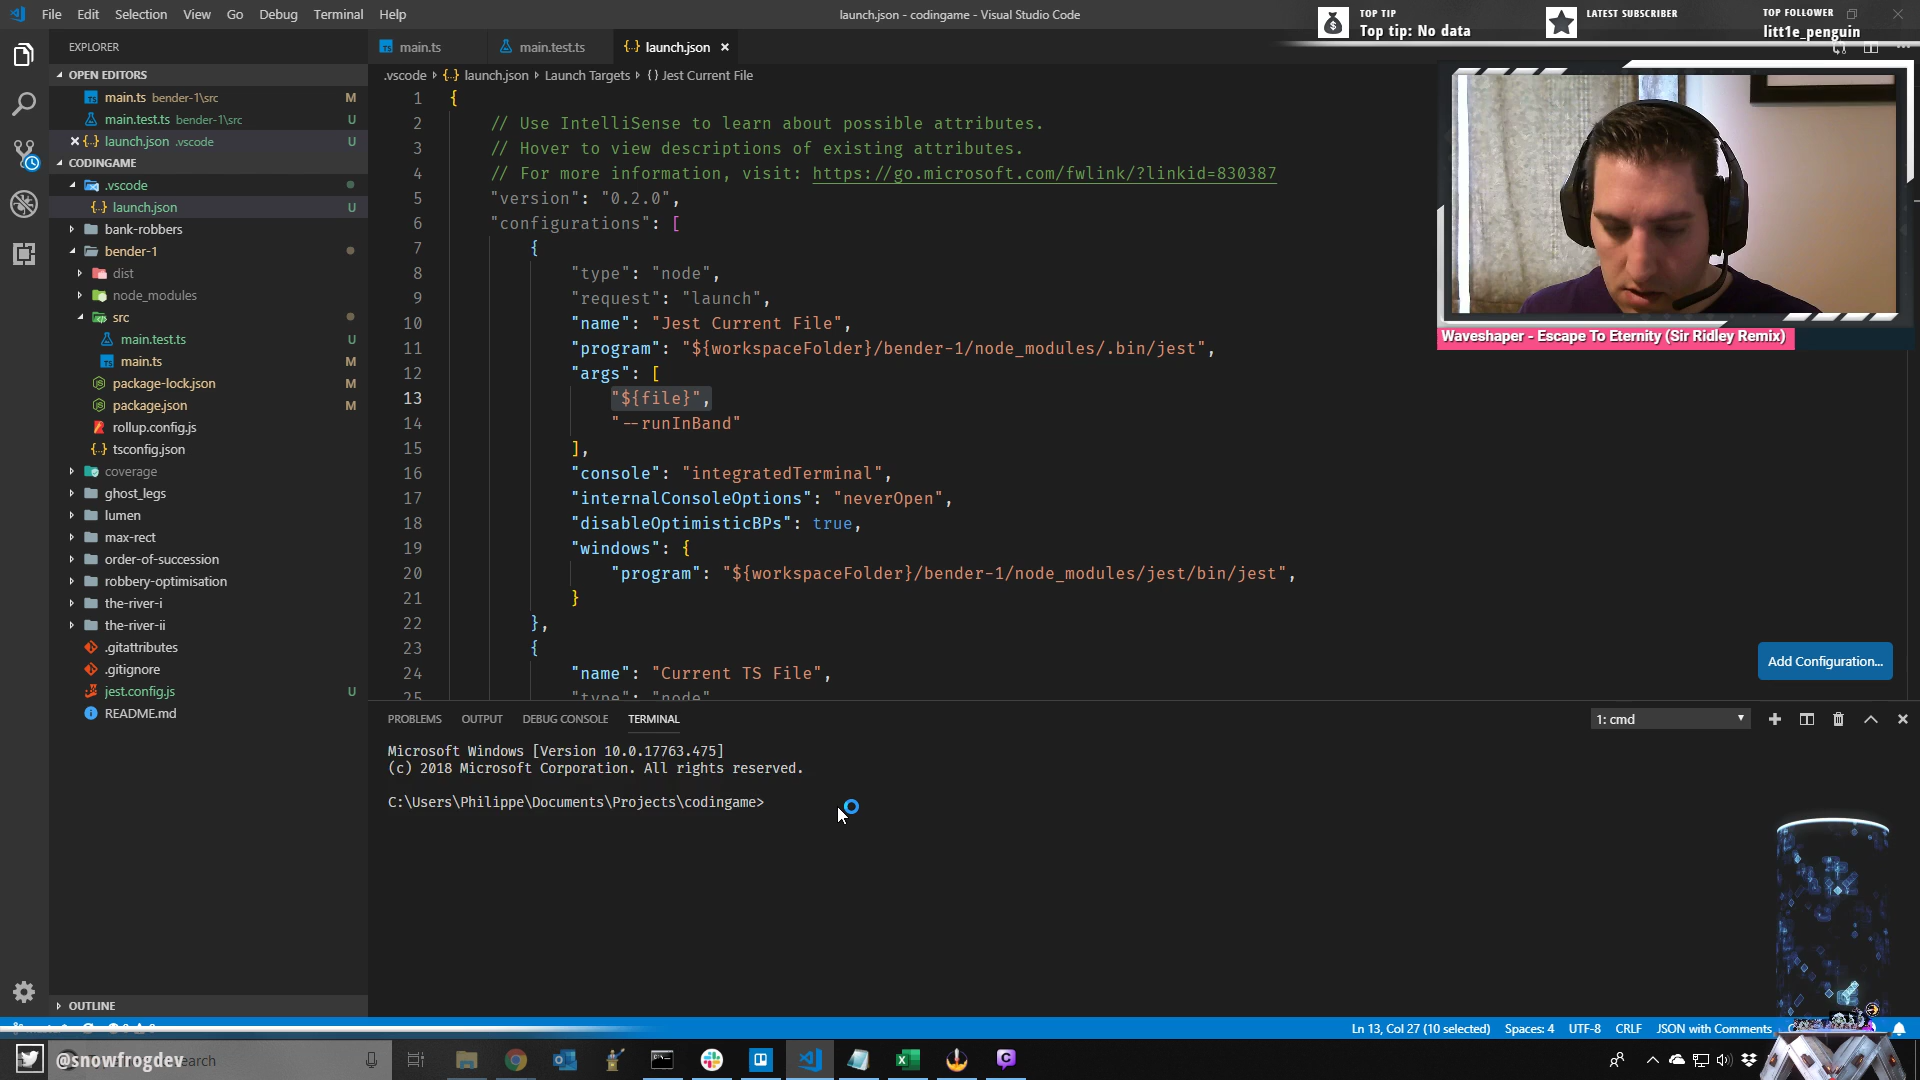 File Edit Selection View Go Debug Terminal Help
launch.json - codingame - Visual Studio Code
TOP TIP
Top tip: No data
LATEST SUBSCRIBER
TOP FOLLOWER
litt1e_penguin
EXPLORER
OPEN EDITORS
main.ts bender-1\src M
main.test.ts bender-1\src U
launch.json .vscode U
CODINGAME
.vscode
launch.json U
bank-robbers
bender-1
dist
node_modules
src
main.test.ts U
main.ts M
package-lock.json M
package.json M
rollup.config.js
tsconfig.json
coverage
ghost_legs
lumen
max-rect
order-of-succession
robbery-optimisation
the-river-i
the-river-ii
.gitattributes
.gitignore
jest.config.js U
README.md
OUTLINE
main.ts main.test.ts launch.json
.vscode launch.json Launch Targets {} Jest Current File
1 {
2 // Use IntelliSense to learn about possible attributes.
3 // Hover to view descriptions of existing attributes.
4 // For more information, visit: https://go.microsoft.com/fwlink/?linkid=830387
5 "version": "0.2.0",
6 "configurations": [
7 {
8 "type": "node",
9 "request": "launch",
10 "name": "Jest Current File",
11 "program": "${workspaceFolder}/bender-1/node_modules/.bin/jest",
12 "args": [
13 "${file}",
14 "--runInBand"
15 ],
16 "console": "integratedTerminal",
17 "internalConsoleOptions": "neverOpen",
18 "disableOptimisticBPs": true,
19 "windows": {
20 "program": "${workspaceFolder}/bender-1/node_modules/jest/bin/jest",
21 }
22 },
23 {
24 "name": "Current TS File",
25 "type": "node"
Waveshaper - Escape To Eternity (Sir Ridley Remix)
Add Configuration...
PROBLEMS OUTPUT DEBUG CONSOLE TERMINAL
1: cmd
Microsoft Windows [Version 10.0.17763.475]
(c) 2018 Microsoft Corporation. All rights reserved.
C:\Users\Philippe\Documents\Projects\codingame>
Ln 13, Col 27 (10 selected) Spaces: 4 UTF-8 CRLF JSON with Comments
@snowfrogdev
search